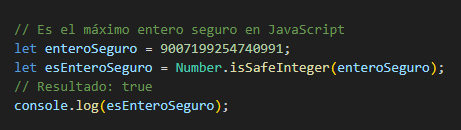 // Es el máximo entero seguro en JavaScript
let enteroSeguro = 9007199254740991;
let esEnteroSeguro = Number.isSafeInteger(enteroSeguro);
// Resultado: true
console.log(esEnteroSeguro);